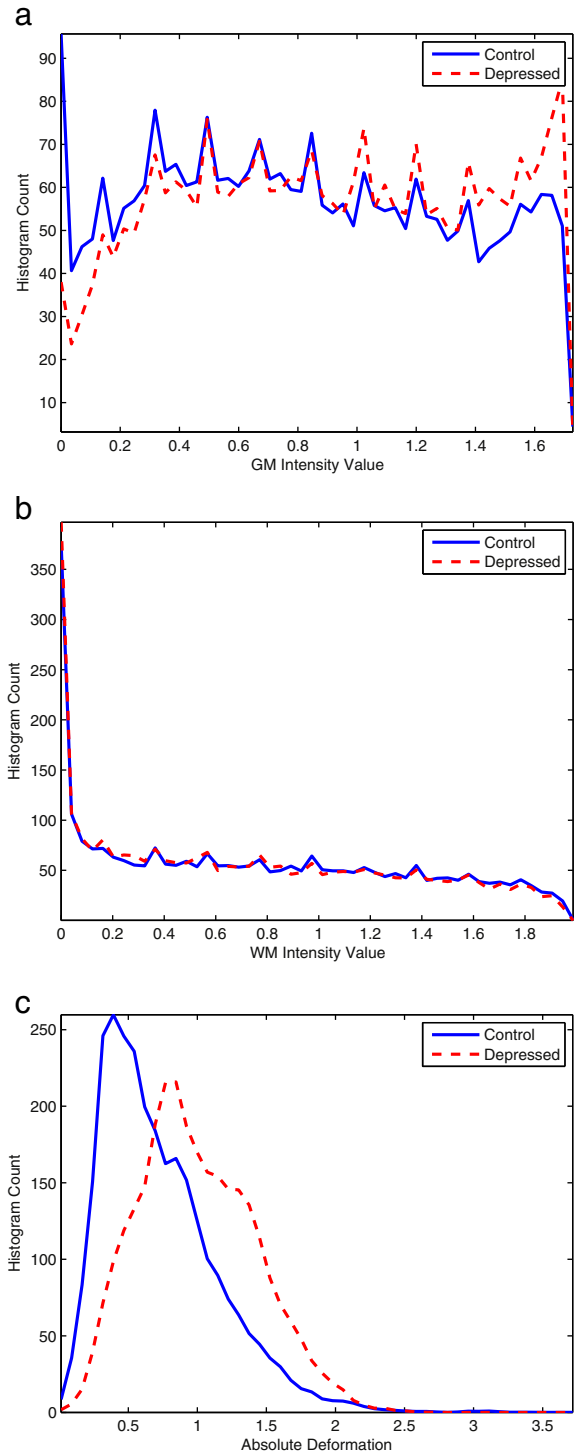 a
90
80
70
60
50
40
30
20
10
Histogram Count
Control
Depressed
0 0.2 0.4 0.6 0.8 1 1.2 1.4 1.6
GM Intensity Value
b
350
300
250
200
150
100
50
Histogram Count
Control
Depressed
0 0.2 0.4 0.6 0.8 1 1.2 1.4 1.6 1.8
WM Intensity Value
c
250
200
150
100
50
0
Histogram Count
Control
Depressed
0.5 1 1.5 2 2.5 3 3.5
Absolute Deformation